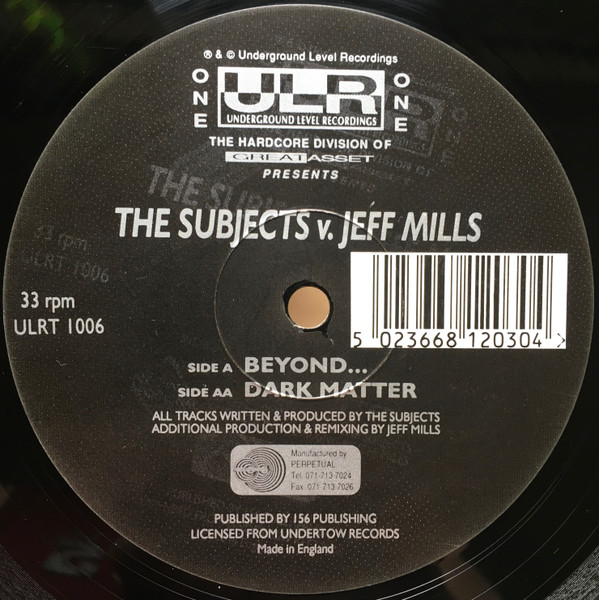 ℗ & © Underground Level Recordings
ONE ULR ONE
UNDERGROUND LEVEL RECORDINGS
THE HARDCORE DIVISION OF
GREAT ASSET
PRESENTS
THE SUBJECTS v. JEFF MILLS
33 rpm
ULRT 1006
5 023668 120304 >
SIDE A BEYOND...
SIDE AA DARK MATTER
ALL TRACKS WRITTEN & PRODUCED BY THE SUBJECTS
ADDITIONAL PRODUCTION & REMIXING BY JEFF MILLS
Manufactured by
PERPETUAL
Tel. 071-713 7024
Fax. 071-713 7026
PUBLISHED BY 156 PUBLISHING
LICENSED FROM UNDERTOW RECORDS
Made in England